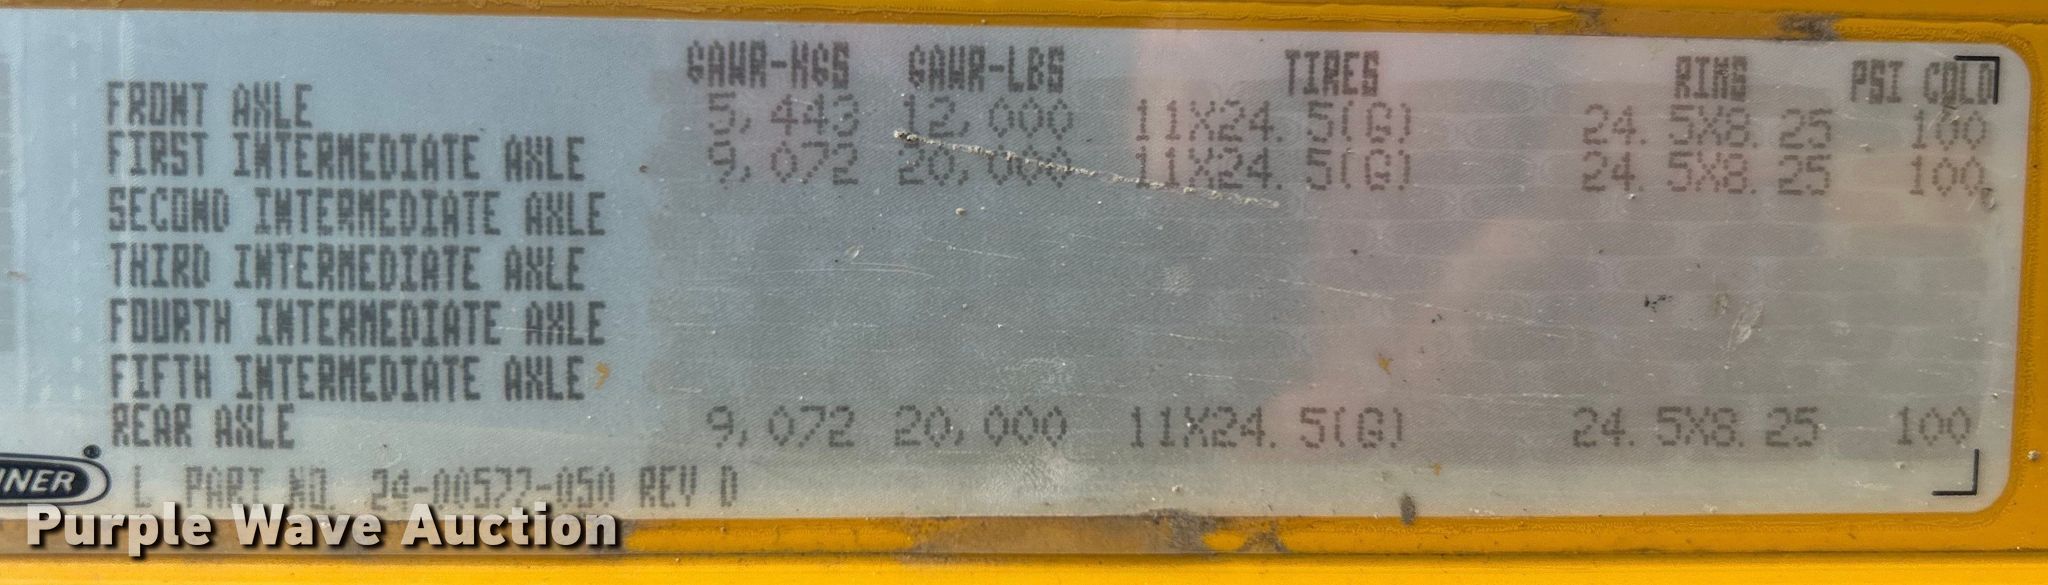 GAWR-KGS GAWR-LBS TIRES RIMS PSI COLD
FRONT AXLE 5,443 12,000 11X24.5(G) 24.5X8.25 100
FIRST INTERMEDIATE AXLE 9,072 20,000 11X24.5(G) 24.5X8.25 100
SECOND INTERMEDIATE AXLE
THIRD INTERMEDIATE AXLE
FOURTH INTERMEDIATE AXLE
FIFTH INTERMEDIATE AXLE
REAR AXLE 9,072 20,000 11X24.5(G) 24.5X8.25 100
L PART NO. 24-00577-050 REV D
INER
Purple Wave Auction